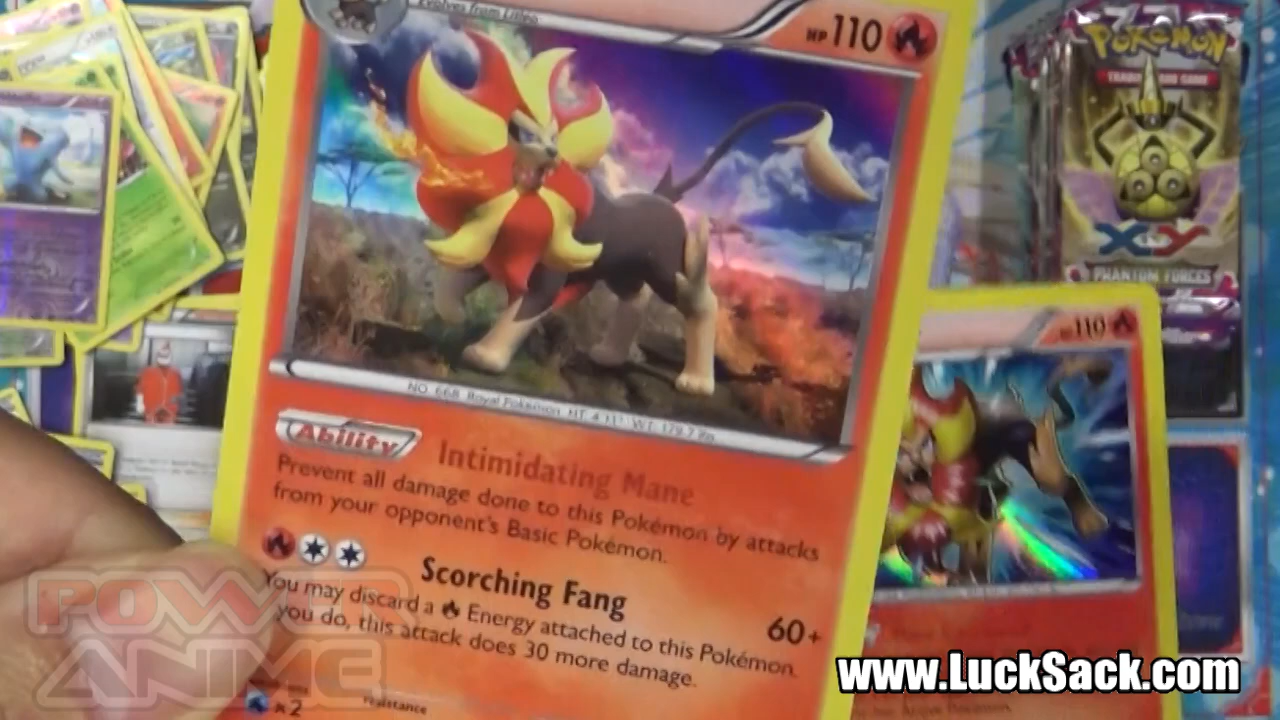 Evolves from Litleo
HP 110
NO. 668 Royal Pokémon HT: 4'11" WT: 179.7 lbs.
Ability
Intimidating Mane
Prevent all damage done to this Pokémon by attacks
from your opponent's Basic Pokémon.
Scorching Fang
60+
You may discard a Energy attached to this Pokémon.
you do, this attack does 30 more damage.
x2
resistance
POKÉMON
TRADING CARD GAME
XY
PHANTOM FORCES
110
POWER
ANIME
www.LuckSack.com